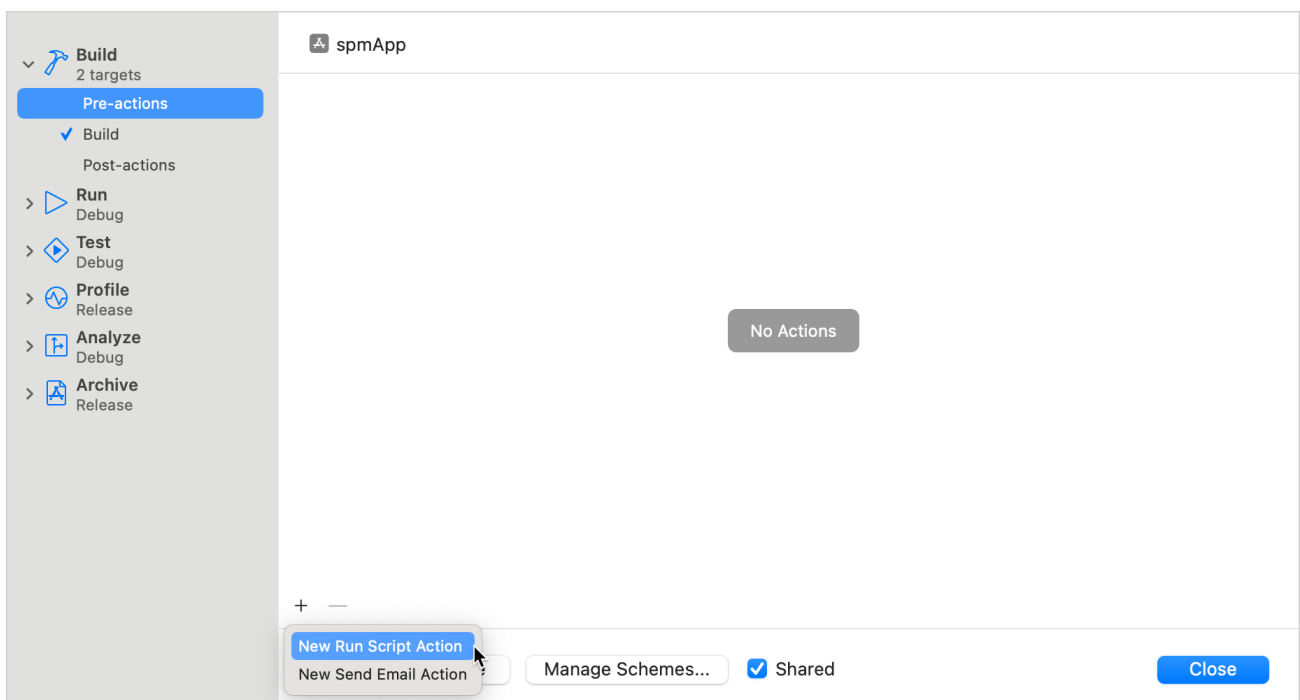 spmApp
Build
2 targets
Pre-actions
Build
Post-actions
Run
Debug
Test
Debug
Profile
Release
Analyze
Debug
Archive
Release
No Actions
New Run Script Action
New Send Email Action
Manage Schemes...
Shared
Close